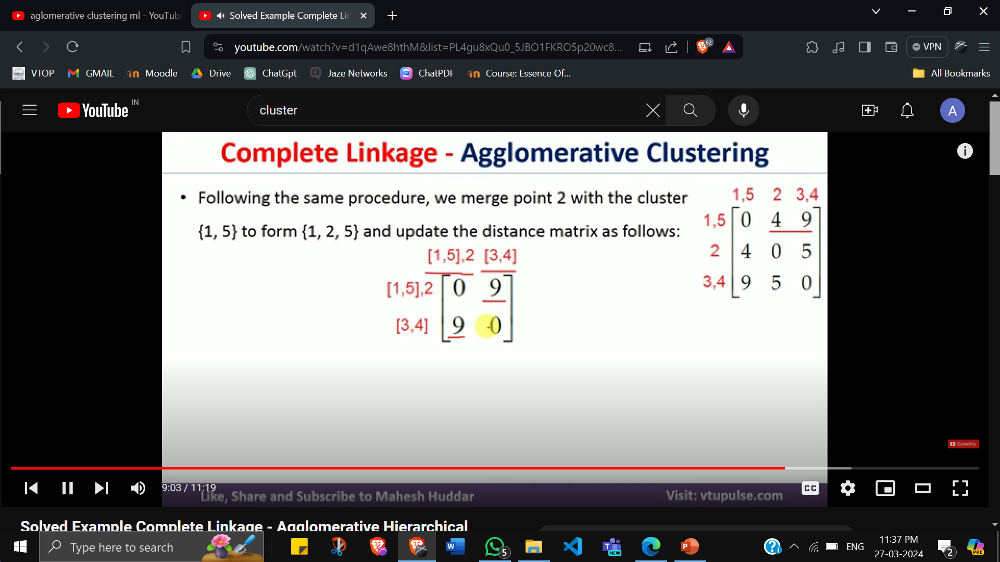 aglomerative clustering ml - YouTub
Solved Example Complete Lin
youtube.com/watch?v=d1qAwe8hthM&list=PL4gu8xQu0_5JBO1FKRO5p20wc8...
82
VPN
VTOP
GMAIL
Moodle
Drive
ChatGpt
Jaze Networks
ChatPDF
Course: Essence Of...
All Bookmarks
YouTube IN
cluster
A
Complete Linkage - Agglomerative Clustering
• Following the same procedure, we merge point 2 with the cluster
{1, 5} to form {1, 2, 5} and update the distance matrix as follows:
1,5 2 3,4
1,5 0 4 9
2 4 0 5
3,4 9 5 0
[1,5],2 [3,4]
[1,5],2 0 9
[3,4] 9 0
Subscribe
9:03 / 11:19
CC
Like, Share and Subscribe to Mahesh Huddar
Visit: vtupulse.com
Solved Example Complete Linkage - Agglomerative Hierarchical
Type here to search
W
5
T
NEW
P
ENG
11:37 PM
27-03-2024
2
PRE